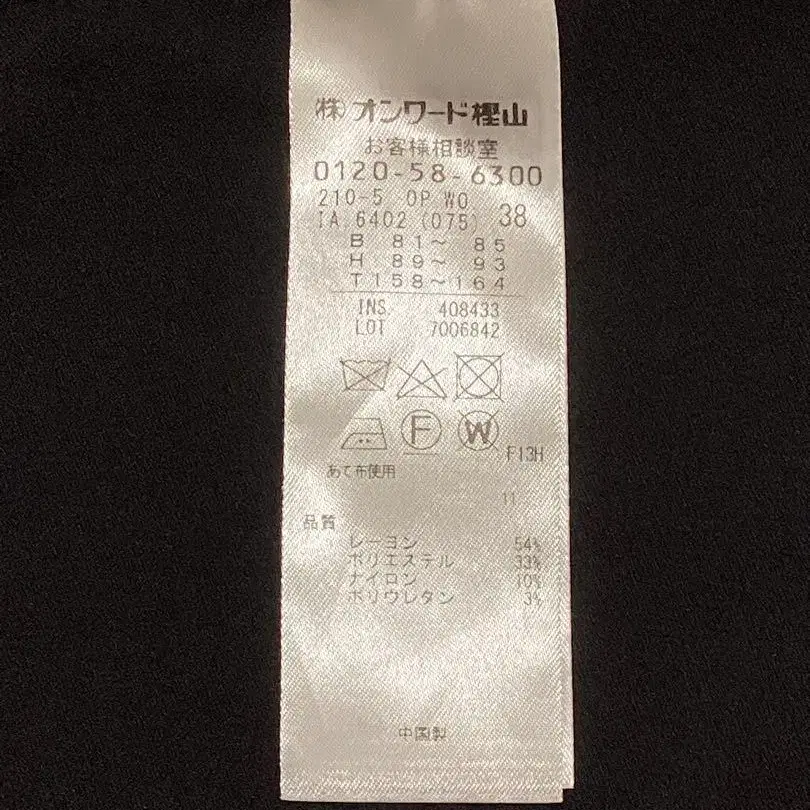 ㈱オンワード樫山
お客様相談室
0120-58-6300
210-5 OP WO
IA 6402 (075) 38
B 81～ 85
H 89～ 93
T158～164
INS. 408433
LOT 7006842
F W
F13H
あて布使用
11
品質
レーヨン 54%
ポリエステル 33%
ナイロン 10%
ポリウレタン 3%
中国製